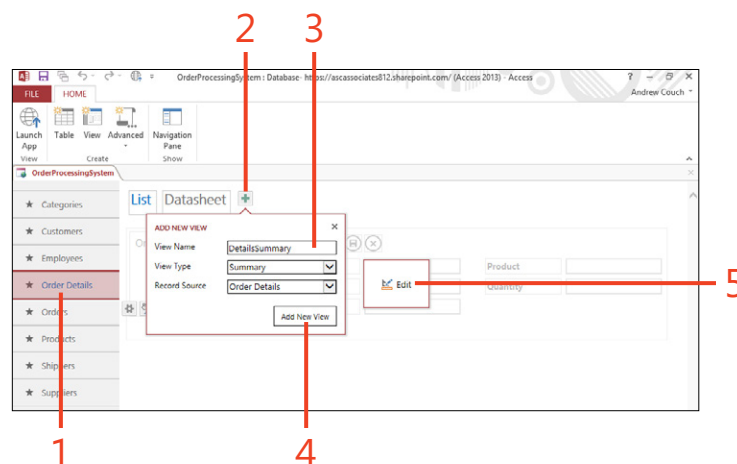 2 3
OrderProcessingSystem : Database- https://ascassociates812.sharepoint.com/ (Access 2013) - Access
FILE HOME
Andrew Couch
Launch App
Table
View
Advanced
Navigation Pane
View Create Show
OrderProcessingSystem
List Datasheet
Categories
Customers
Employees
Order Details
Orders
Products
Shippers
Suppliers
ADD NEW VIEW
View Name DetailsSummary
View Type Summary
Record Source Order Details
Add New View
Edit
Product
Quantity
5
1 4